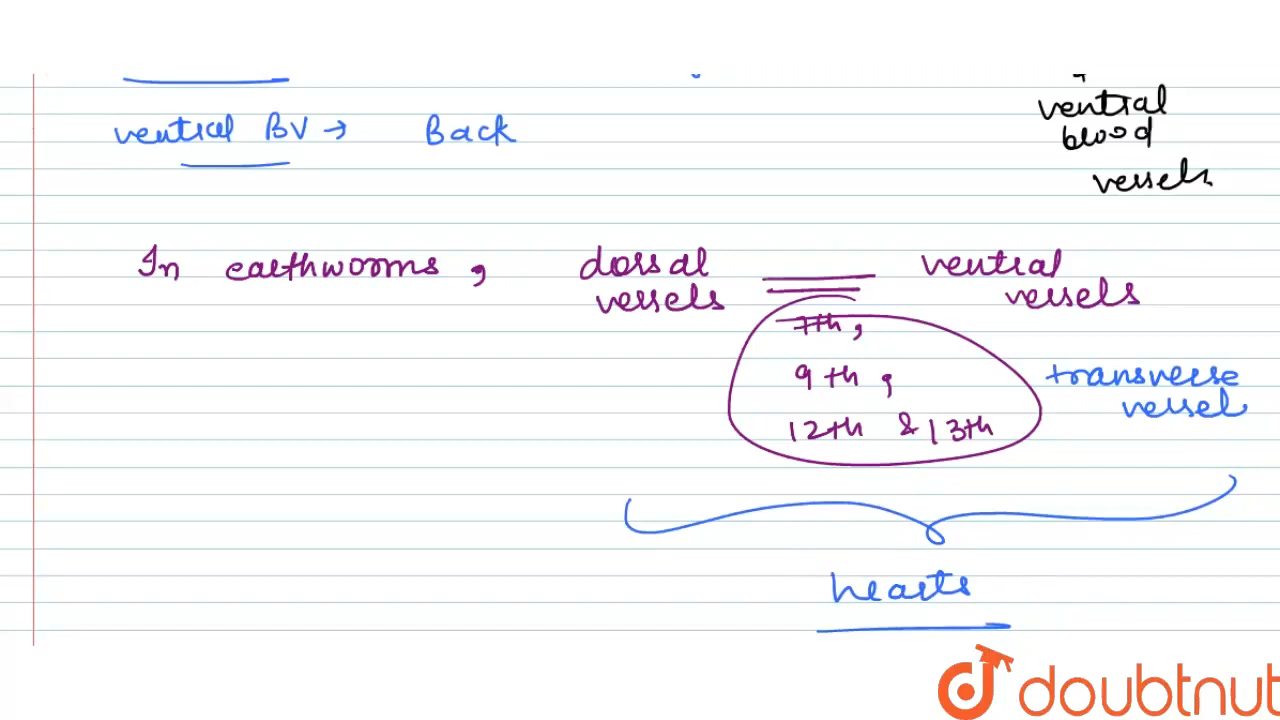 ventral BV → Back
ventral
blood
vessels
In earthworms, dorsal vessels ventral vessels
7th,
9th,
12th & 13th
transverse
vessel
hearts
doubtnut